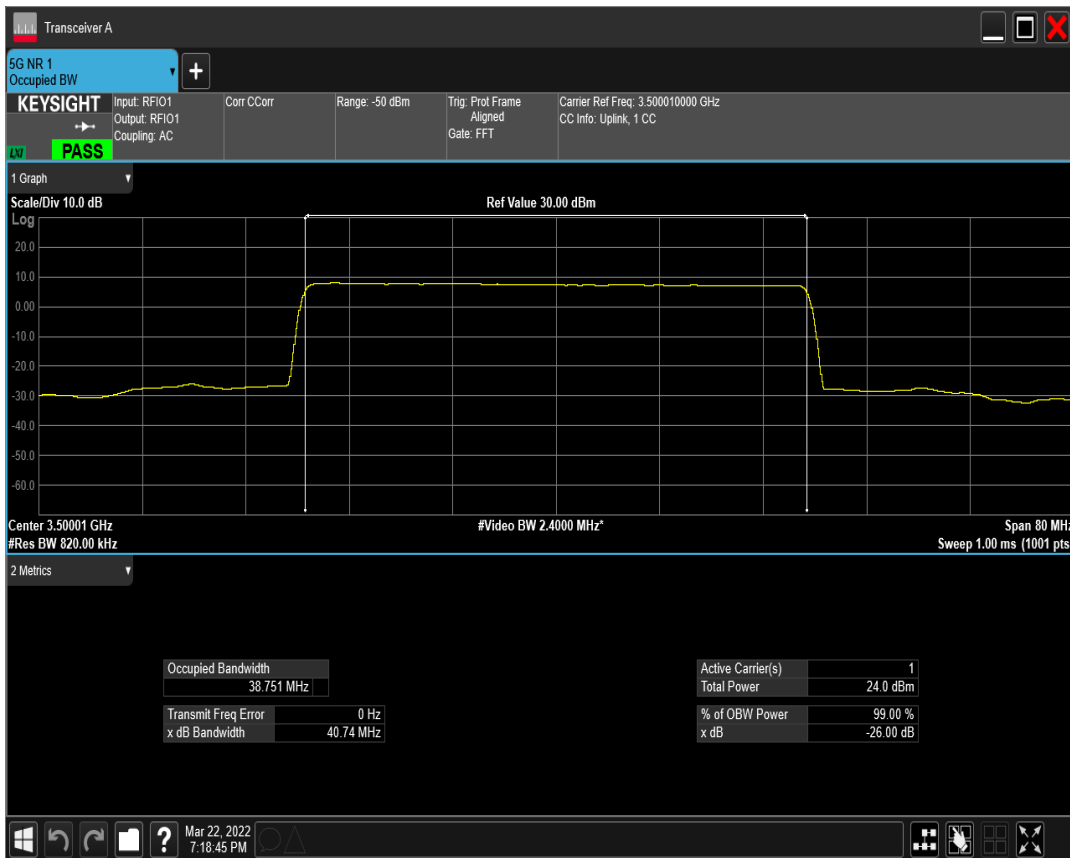 Transceiver A
5G NR 1
Occupied BW
+
KEYSIGHT
LXI
PASS
Input: RFIO1
Output: RFIO1
Coupling: AC
Corr CCorr
Range: -50 dBm
Trig: Prot Frame
Aligned
Gate: FFT
Carrier Ref Freq: 3.500010000 GHz
CC Info: Uplink, 1 CC
1 Graph
Scale/Div 10.0 dB
Ref Value 30.00 dBm
Log
20.0
10.0
0.00
-10.0
-20.0
-30.0
-40.0
-50.0
-60.0
Center 3.50001 GHz
#Video BW 2.4000 MHz*
Span 80 MHz
#Res BW 820.00 kHz
Sweep 1.00 ms (1001 pts
2 Metrics
Occupied Bandwidth
38.751 MHz
Transmit Freq Error 0 Hz
x dB Bandwidth 40.74 MHz
Active Carrier(s) 1
Total Power 24.0 dBm
% of OBW Power 99.00 %
x dB -26.00 dB
?
Mar 22, 2022
7:18:45 PM